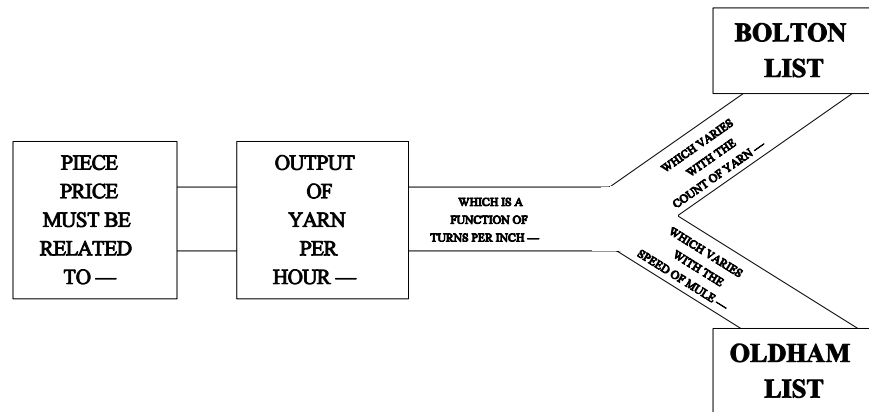 PIECE
PRICE
MUST BE
RELATED
TO —
OUTPUT
OF
YARN
PER
HOUR —
WHICH IS A
FUNCTION OF
TURNS PER INCH —
WHICH VARIES
WITH THE
COUNT OF YARN —
BOLTON
LIST
WHICH VARIES
WITH THE
SPEED OF MULE —
OLDHAM
LIST